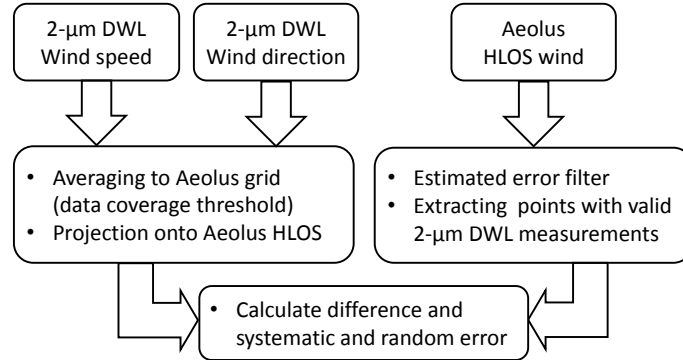 2-µm DWL
Wind speed
2-µm DWL
Wind direction
Aeolus
HLOS wind
• Averaging to Aeolus grid
(data coverage threshold)
• Projection onto Aeolus HLOS
• Estimated error filter
• Extracting points with valid
2-µm DWL measurements
• Calculate difference and
systematic and random error